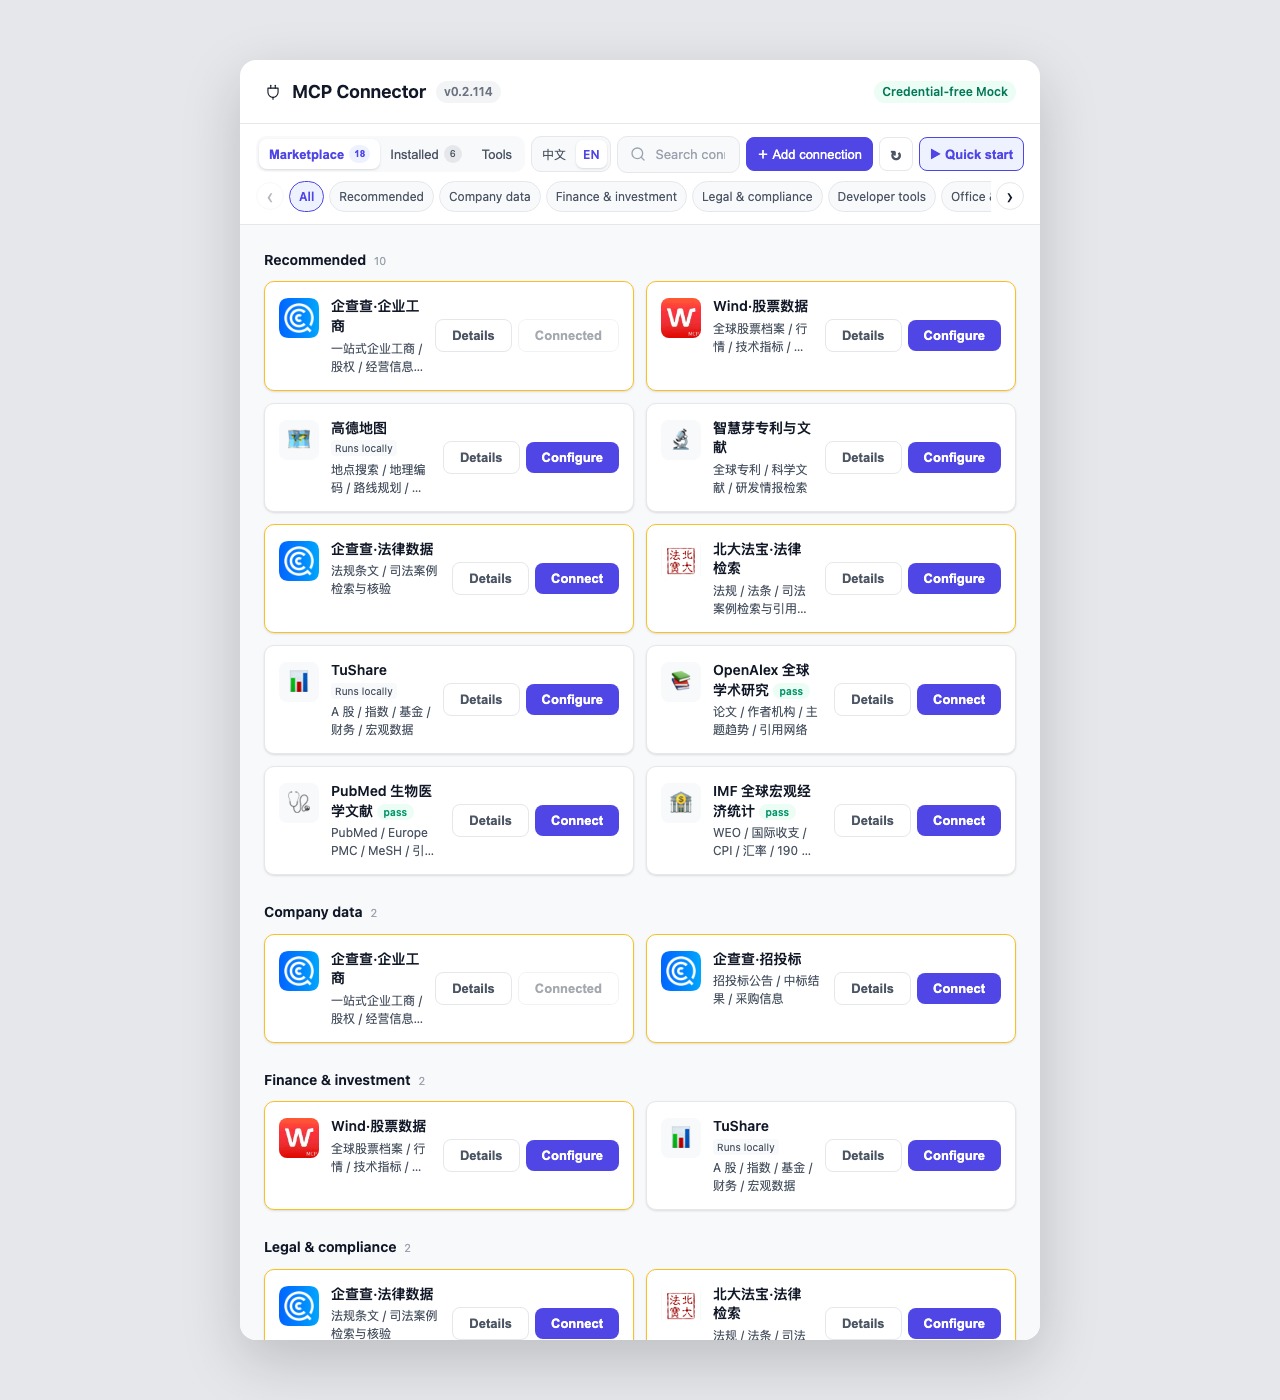 MCP Connector v0.2.114
Credential-free Mock
Marketplace 18 Installed 6 Tools
中文 EN
Search con
+ Add connection
↻
▶ Quick start
‹ All Recommended Company data Finance & investment Legal & compliance Developer tools Office ›
Recommended 10
企查查·企业工
商
一站式企业工商 /
股权 / 经营信息...
Details Connected
Wind·股票数据
全球股票档案 / 行
情 / 技术指标 / ...
Details Configure
高德地图
Runs locally
地点搜索 / 地理编
码 / 路线规划 / ...
Details Configure
智慧芽专利与文
献
全球专利 / 科学文
献 / 研发情报检索
Details Configure
企查查·法律数据
法规条文 / 司法案例
检索与核验
Details Connect
法北
寳大
北大法宝·法律
检索
法规 / 法条 / 司法
案例检索与引用...
Details Configure
TuShare
Runs locally
A 股 / 指数 / 基金 /
财务 / 宏观数据
Details Configure
OpenAlex 全球
学术研究 pass
论文 / 作者机构 / 主
题趋势 / 引用网络
Details Connect
PubMed 生物医
学文献 pass
PubMed / Europe
PMC / MeSH / 引...
Details Connect
IMF 全球宏观经
济统计 pass
WEO / 国际收支 /
CPI / 汇率 / 190 ...
Details Connect
Company data 2
企查查·企业工
商
一站式企业工商 /
股权 / 经营信息...
Details Connected
企查查·招投标
招投标公告 / 中标结
果 / 采购信息
Details Connect
Finance & investment 2
Wind·股票数据
全球股票档案 / 行
情 / 技术指标 / ...
Details Configure
TuShare
Runs locally
A 股 / 指数 / 基金 /
财务 / 宏观数据
Details Configure
Legal & compliance 2
企查查·法律数据
法规条文 / 司法案例
检索与核验
Details Connect
法北
寳大
北大法宝·法律
检索
法规 / 法条 / 司法
Details Configure